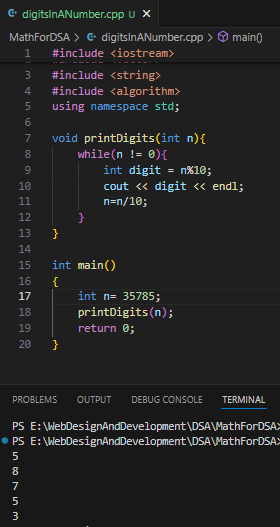 digitsInANumber.cpp U
MathForDSA > digitsInANumber.cpp > main()
1 #include <iostream>
3 #include <string>
4 #include <algorithm>
5 using namespace std;
6
7 void printDigits(int n){
8 while(n != 0){
9 int digit = n%10;
10 cout << digit << endl;
11 n=n/10;
12 }
13 }
14
15 int main()
16 {
17 int n= 35785;
18 printDigits(n);
19 return 0;
20 }
PROBLEMS OUTPUT DEBUG CONSOLE TERMINAL
PS E:\WebDesignAndDevelopment\DSA\MathForDSA>
PS E:\WebDesignAndDevelopment\DSA\MathForDSA>
5
8
7
5
3